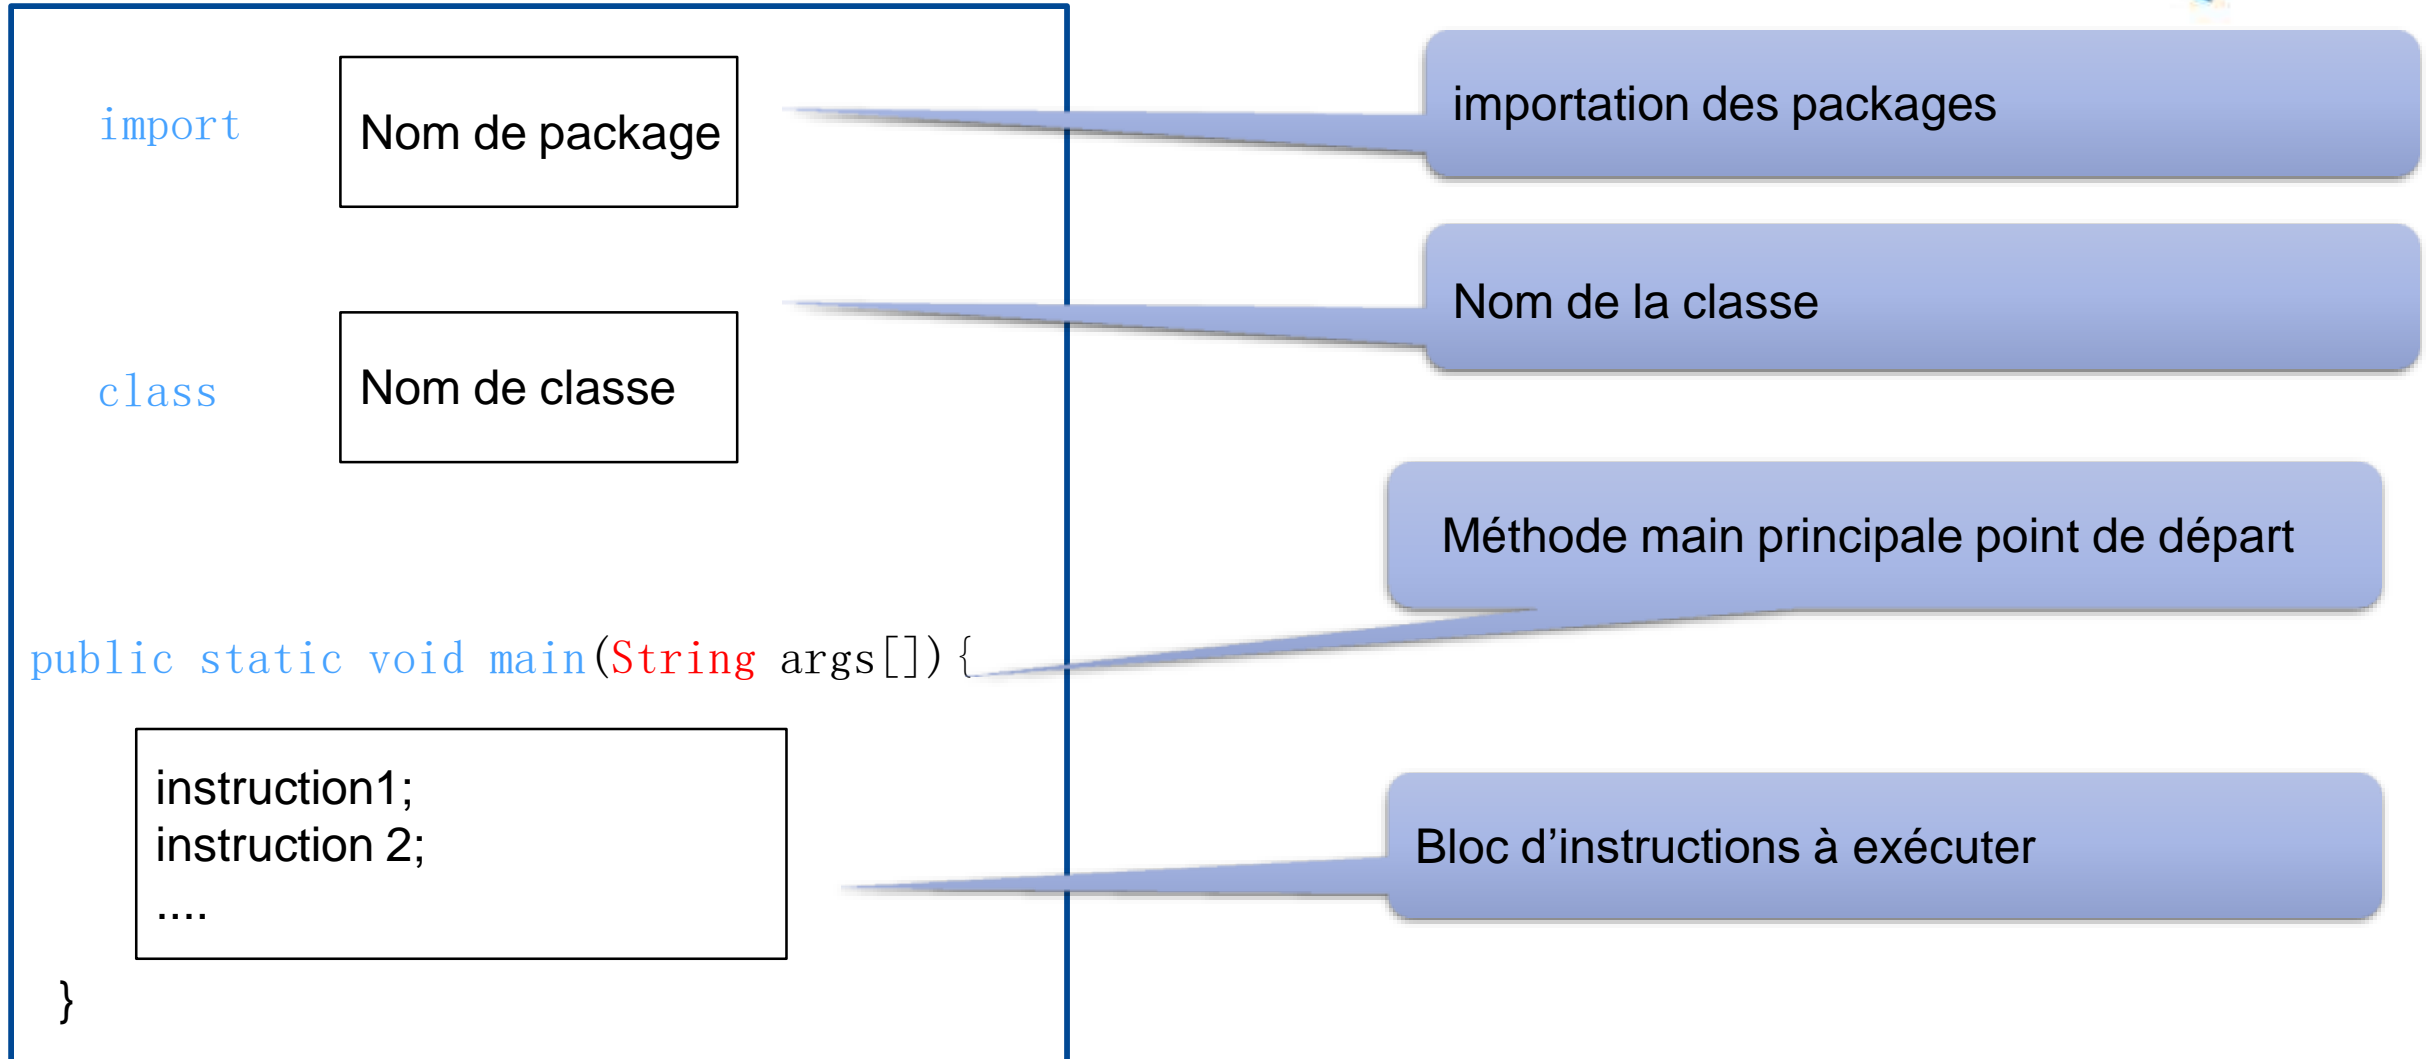 import Nom de package
importation des packages
Nom de la classe
class Nom de classe
Méthode main principale point de départ
public static void main(String args[]){
instruction1;
instruction 2;
....
Bloc d’instructions à exécuter
}